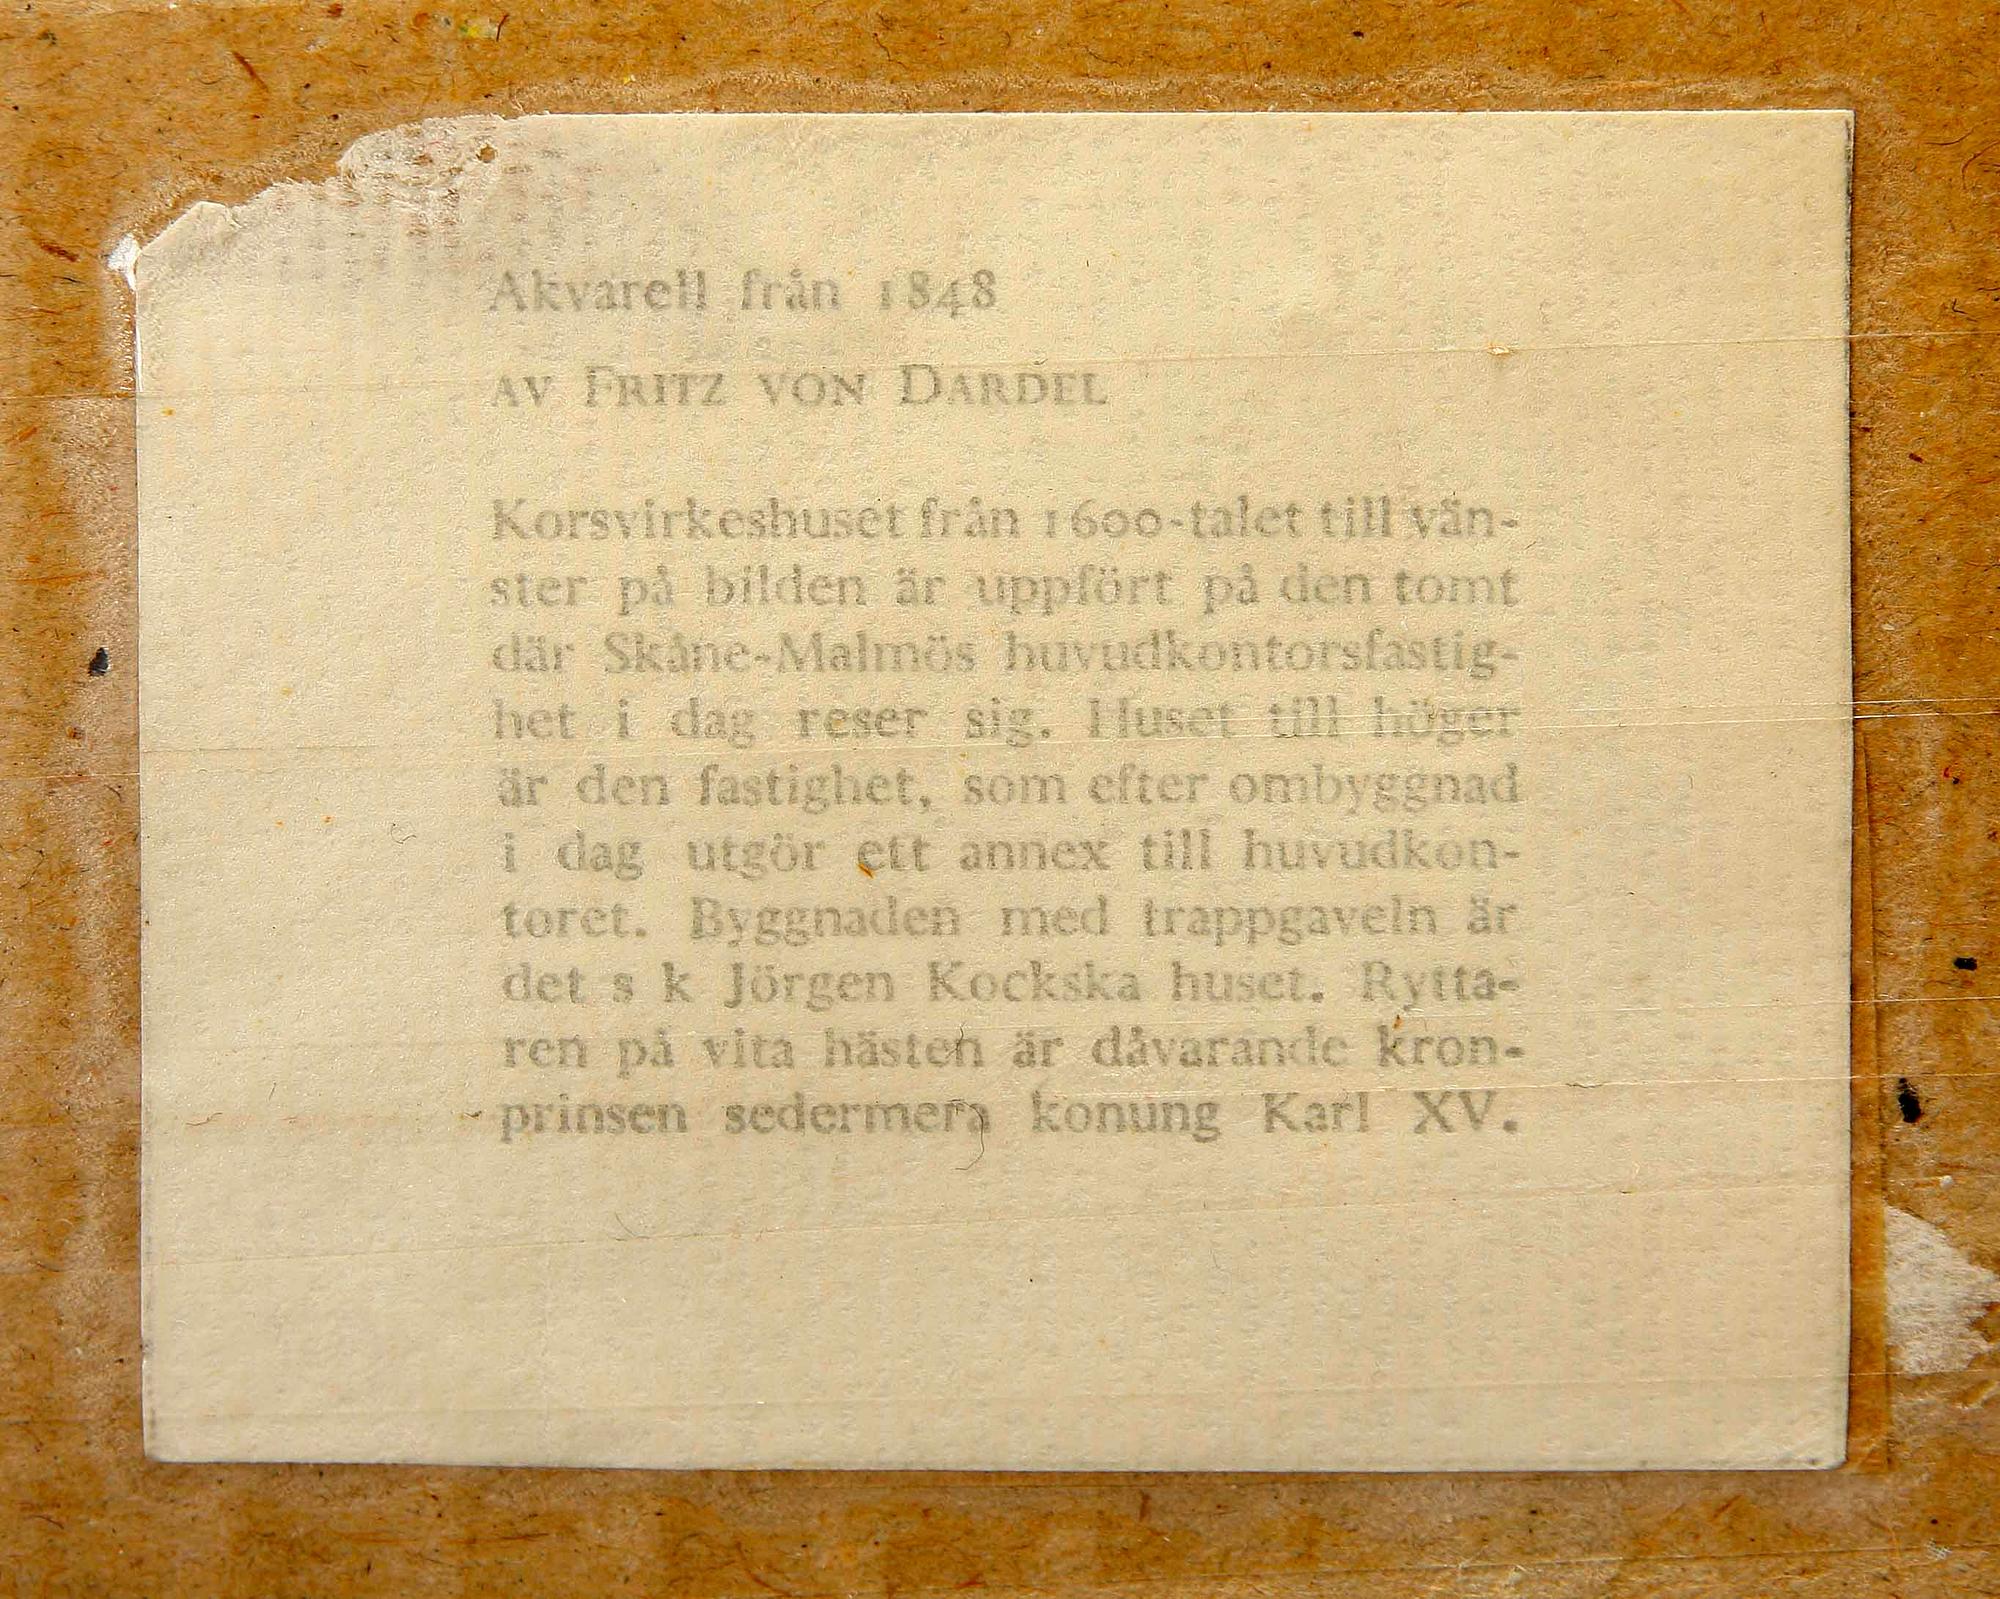 Akvarell från 1848
AV FRITZ VON DARDEL
Korsvirkeshuset från 1600-talet till vän-
ster på bilden är uppfört på den tomt
där Skåne-Malmös huvudkontorsfastig-
het i dag reser sig. Huset till höger
är den fastighet, som efter ombyggnad
i dag utgör ett annex till huvudkon-
toret. Byggnaden med trappgaveln är
det s k Jörgen Kockska huset. Rytta-
ren på vita hästen är dåvarande kron-
prinsen sedermera konung Karl XV.